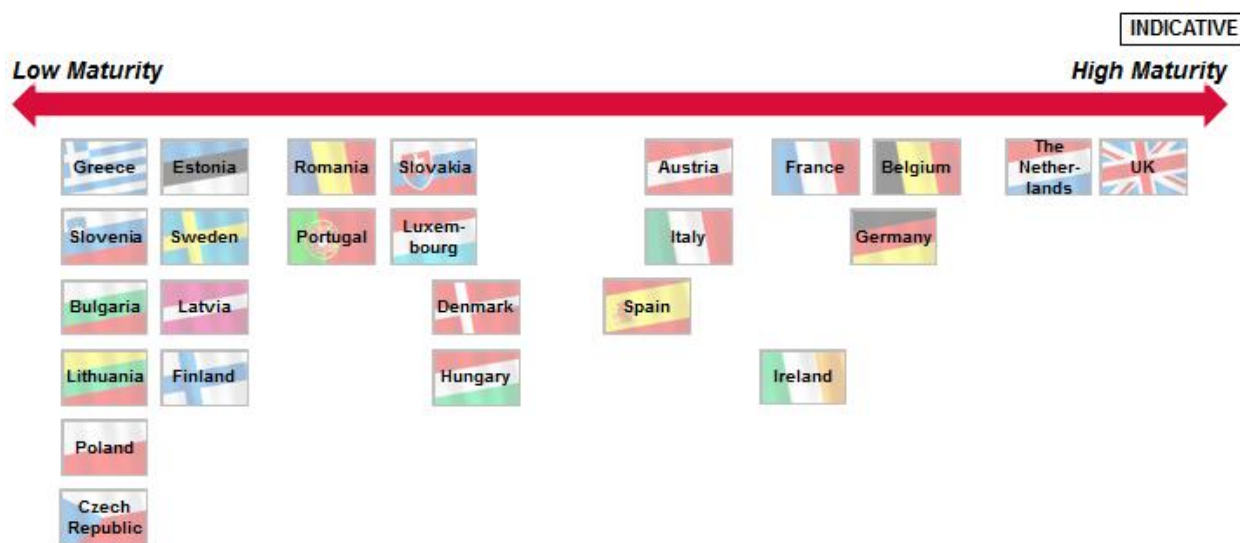 INDICATIVE
Low Maturity
High Maturity
Greece
Estonia
Romania
Slovakia
Austria
France
Belgium
The
Nether-
lands
UK
Slovenia
Sweden
Portugal
Luxem-
bourg
Italy
Germany
Bulgaria
Latvia
Denmark
Spain
Lithuania
Finland
Hungary
Ireland
Poland
Czech
Republic